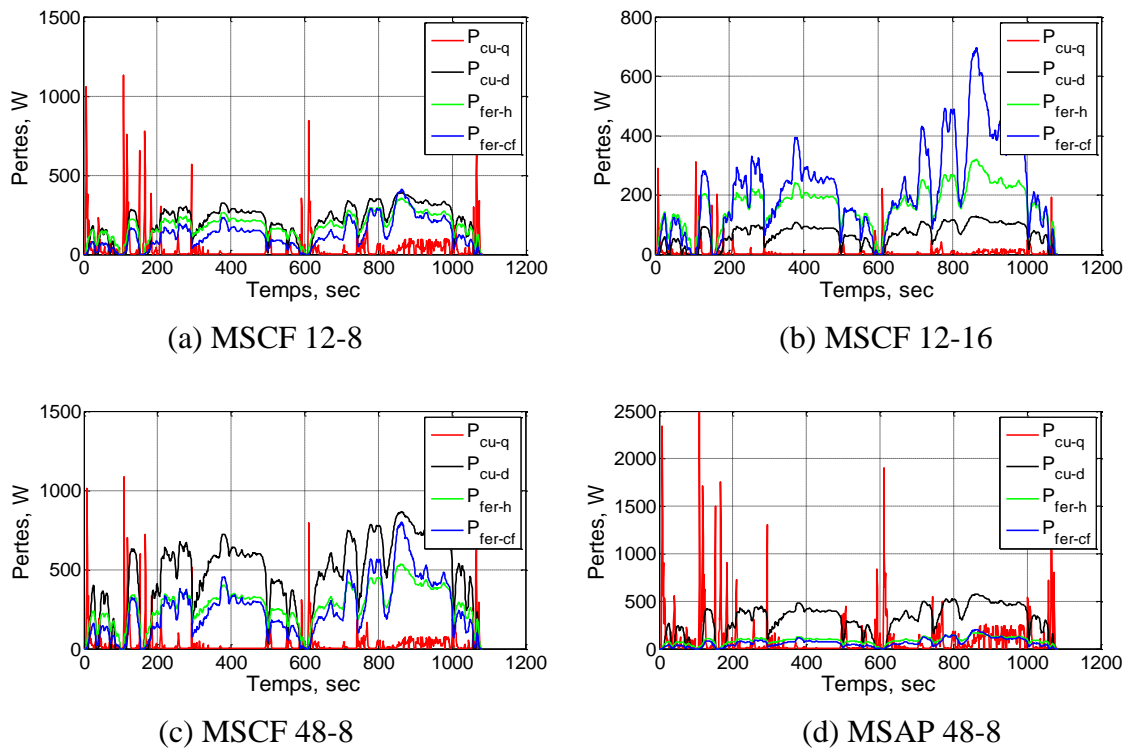 1500
1000
500
0
0 200 400 600 800 1000 1200
Pertes, W
Temps, sec
P_cu-q
P_cu-d
P_fer-h
P_fer-cf
(a) MSCF 12-8
800
600
400
200
0
0 200 400 600 800 1000 1200
Pertes, W
Temps, sec
P_cu-q
P_cu-d
P_fer-h
P_fer-cf
(b) MSCF 12-16
1500
1000
500
0
0 200 400 600 800 1000 1200
Pertes, W
Temps, sec
P_cu-q
P_cu-d
P_fer-h
P_fer-cf
(c) MSCF 48-8
2500
2000
1500
1000
500
0
0 200 400 600 800 1000 1200
Pertes, W
Temps, sec
P_cu-q
P_cu-d
P_fer-h
P_fer-cf
(d) MSAP 48-8